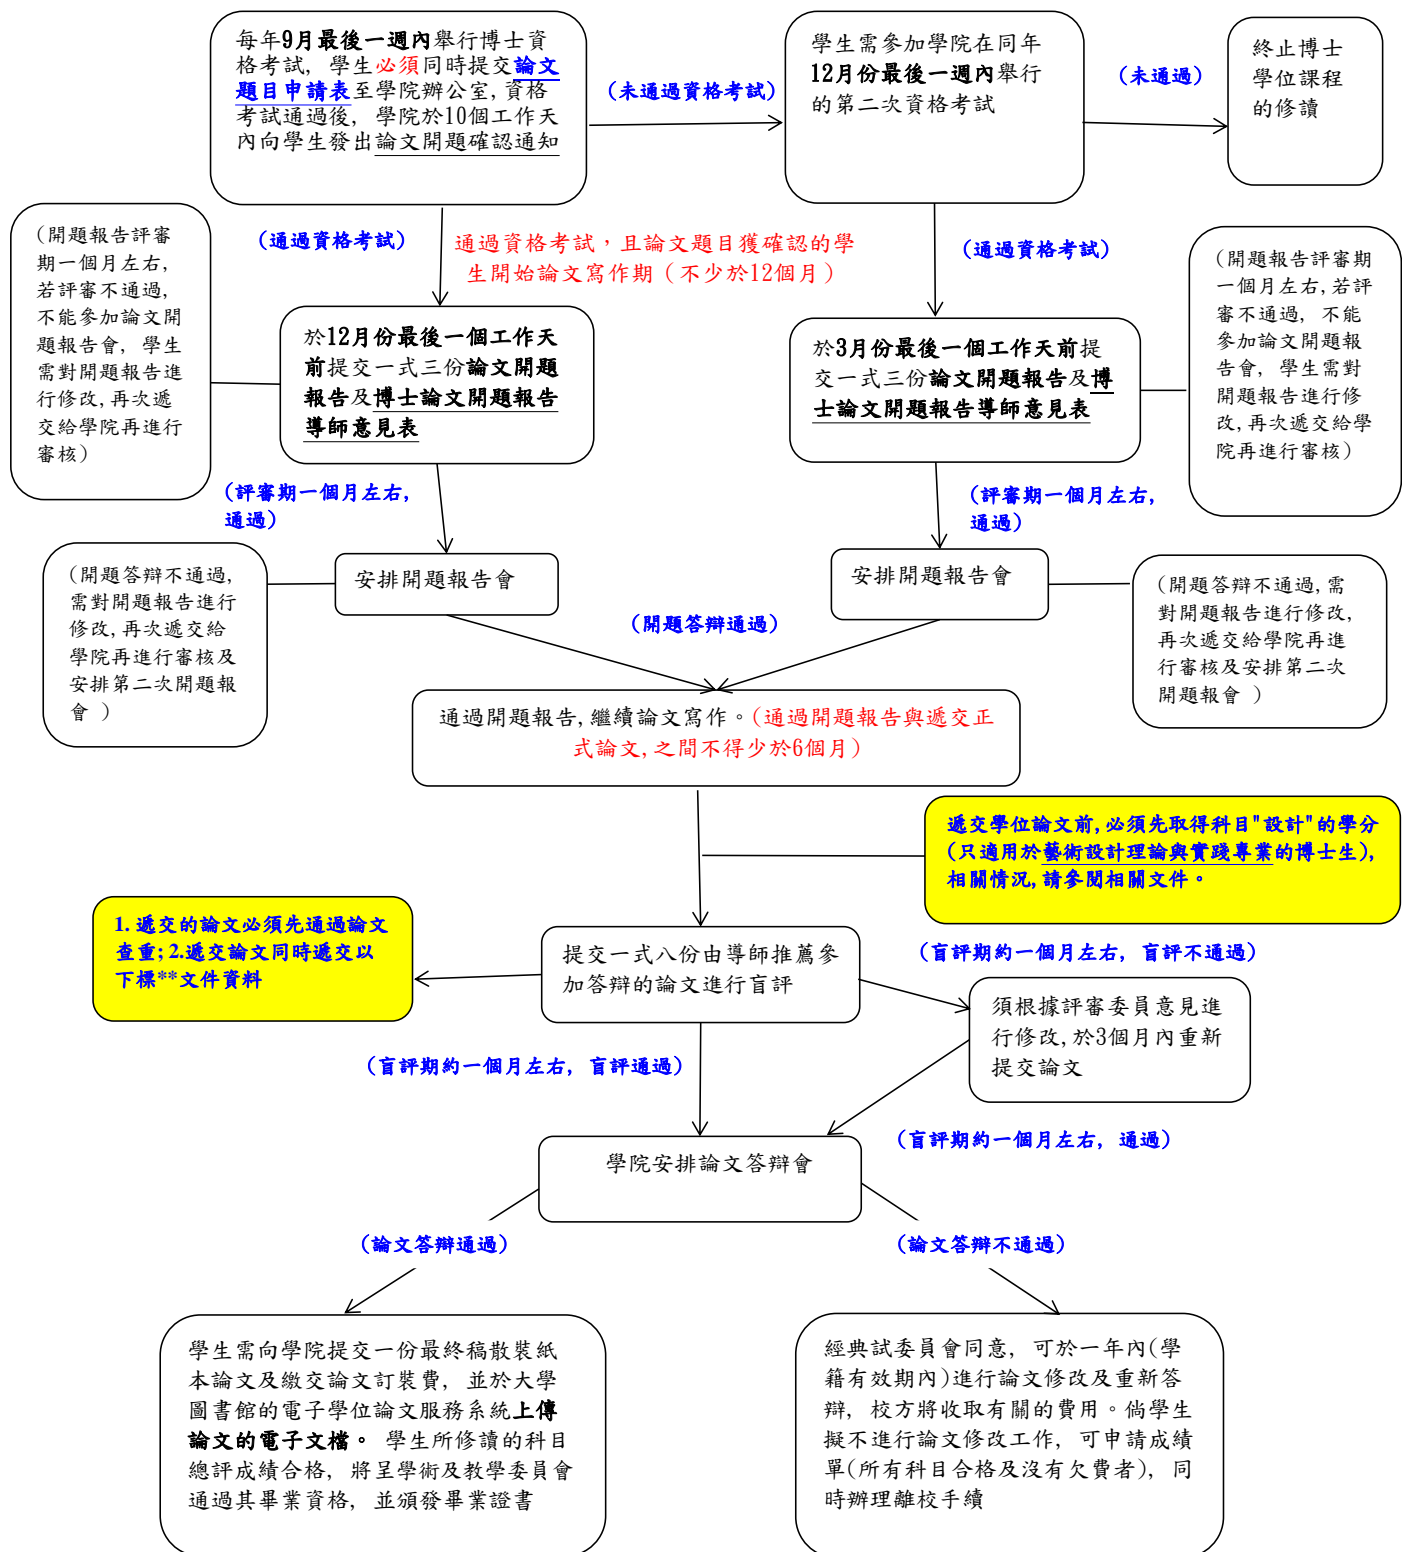 每年9月最後一週內舉行博士資
格考試, 學生必須同時提交論文
題目申請表至學院辦公室,資格
考試通過後, 學院於10個工作天
內向學生發出論文開題確認通知
(未通過資格考試)
學生需參加學院在同年
12月份最後一週內舉行
的第二次資格考試
(未通過)
終止博士
學位課程
的修讀
(通過資格考試)
通過資格考試，且論文題目獲確認的學
生開始論文寫作期（不少於12個月）
(通過資格考試)
(開題報告評審
期一個月左右,
若評審不通過,
不能參加論文開
題報告會, 學生
需對開題報告進
行修改,再次遞
交給學院再進行
審核)
於12月份最後一個工作天
前提交一式三份論文開題
報告及博士論文開題報告
導師意見表
於3月份最後一個工作天前提
交一式三份論文開題報告及博
士論文開題報告導師意見表
(開題報告評審期
一個月左右,若評
審不通過, 不能
參加論文開題報
告會, 學生需對
開題報告進行修
改,再次遞交給學
院再進行審核)
(評審期一個月左右,
通過)
(評審期一個月左右,
通過)
(開題答辯不通過,
需對開題報告進行
修改,再次遞交給
學院再進行審核及
安排第二次開題報
會 )
安排開題報告會
(開題答辯通過)
安排開題報告會
(開題答辯不通過,需
對開題報告進行修改,
再次遞交給學院再進
行審核及安排第二次
開題報會 )
通過開題報告,繼續論文寫作。(通過開題報告與遞交正
式論文,之間不得少於6個月)
遞交學位論文前,必須先取得科目"設計"的學分
(只適用於藝術設計理論與實踐專業的博士生),
相關情況,請參閱相關文件。
1. 遞交的論文必須先通過論文
查重; 2.遞交論文同時遞交以
下標**文件資料
提交一式八份由導師推薦參
加答辯的論文進行盲評
(盲評期約一個月左右, 盲評不通過)
須根據評審委員意見進
行修改,於3個月內重新
提交論文
(盲評期約一個月左右, 盲評通過)
(盲評期約一個月左右, 通過)
學院安排論文答辯會
(論文答辯通過)
(論文答辯不通過)
學生需向學院提交一份最終稿散裝紙
本論文及繳交論文訂裝費, 並於大學
圖書館的電子學位論文服務系統上傳
論文的電子文檔。 學生所修讀的科目
總評成績合格, 將呈學術及教學委員會
通過其畢業資格, 並頒發畢業證書
經典試委員會同意, 可於一年內(學
籍有效期內)進行論文修改及重新答
辯, 校方將收取有關的費用。倘學生
擬不進行論文修改工作, 可申請成績
單(所有科目合格及沒有欠費者), 同
時辦理離校手續